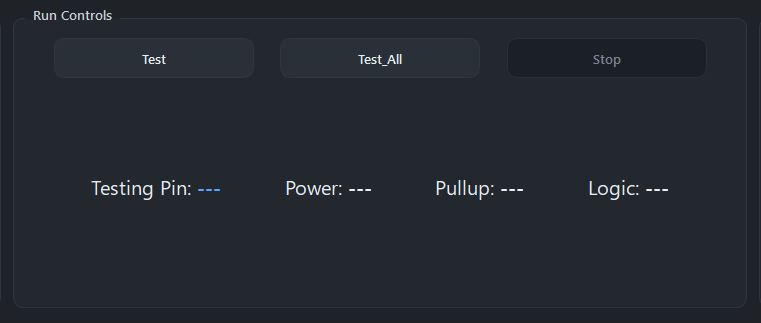 Run Controls
Test Test_All Stop
Testing Pin: --- Power: --- Pullup: --- Logic: ---